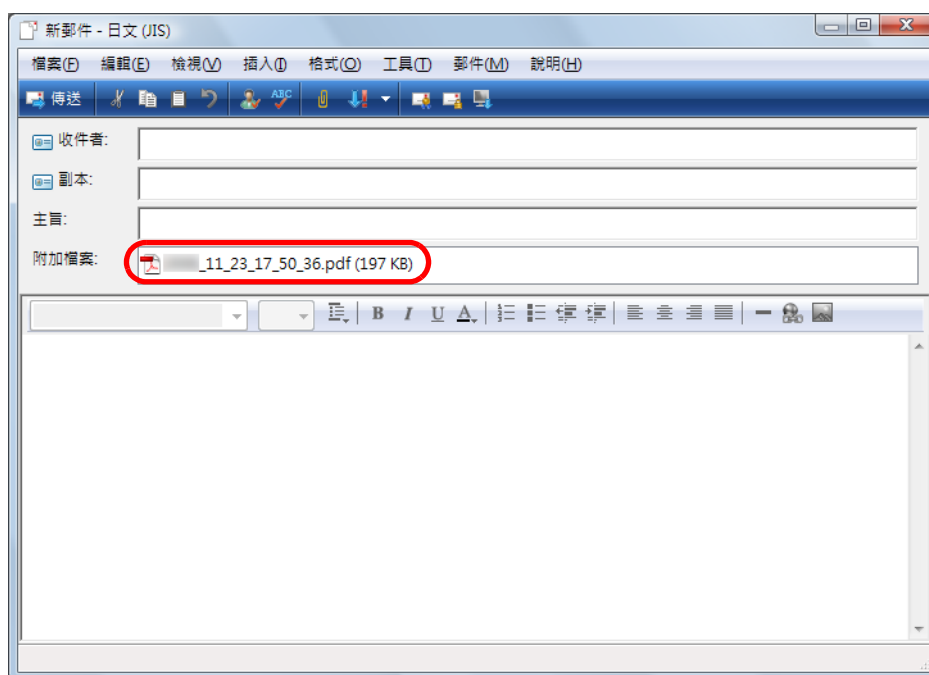 新郵件 - 日文 (JIS)
檔案(F) 編輯(E) 檢視(V) 插入(I) 格式(O) 工具(T) 郵件(M) 說明(H)
傳送 ABC
收件者:
副本:
主旨:
附加檔案: _11_23_17_50_36.pdf (197 KB)
B I U A